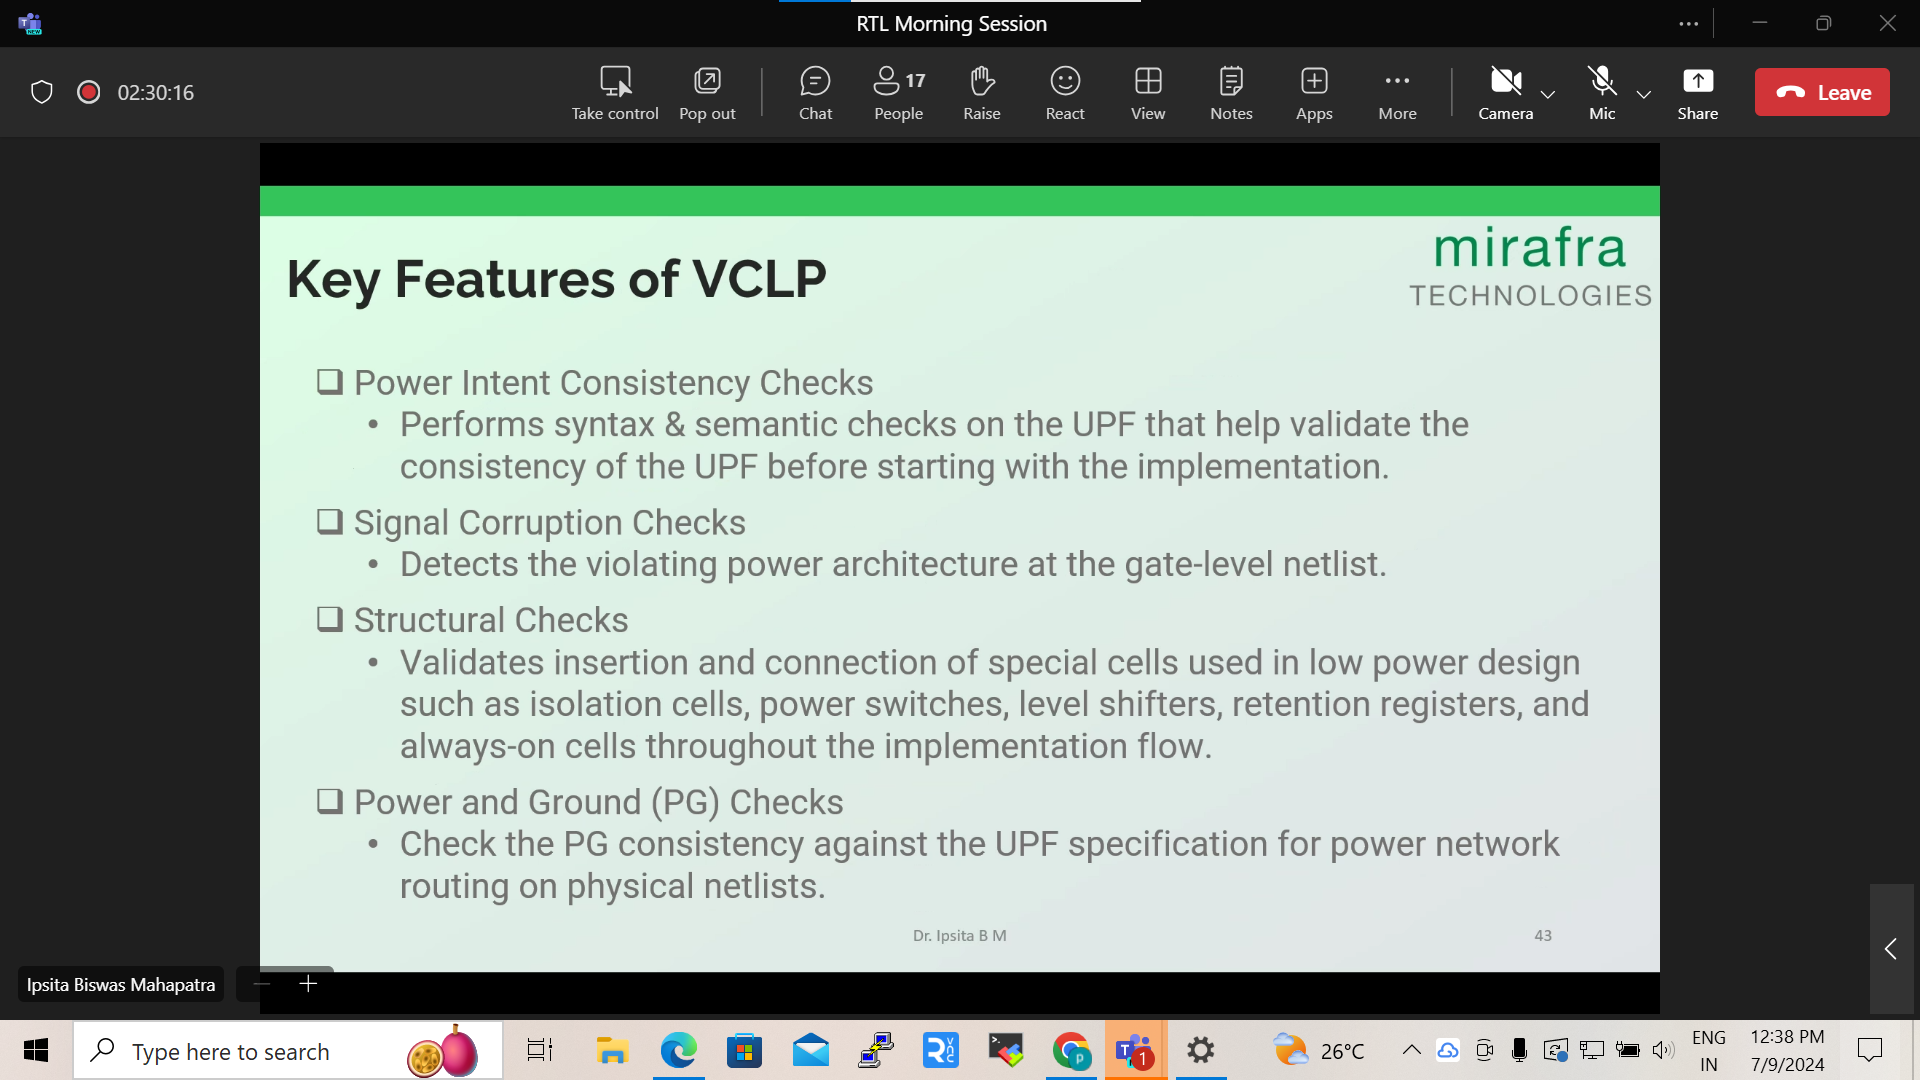 RTL Morning Session
02:30:16
Take control
Pop out
Chat
17
People
Raise
React
View
Notes
Apps
More
Camera
Mic
Share
Leave
mirafra
TECHNOLOGIES
Key Features of VCLP
Power Intent Consistency Checks
• Performs syntax & semantic checks on the UPF that help validate the
consistency of the UPF before starting with the implementation.
Signal Corruption Checks
• Detects the violating power architecture at the gate-level netlist.
Structural Checks
• Validates insertion and connection of special cells used in low power design
such as isolation cells, power switches, level shifters, retention registers, and
always-on cells throughout the implementation flow.
Power and Ground (PG) Checks
• Check the PG consistency against the UPF specification for power network
routing on physical netlists.
Dr. Ipsita B M
43
Ipsita Biswas Mahapatra
Type here to search
26°C
ENG
IN
12:38 PM
7/9/2024